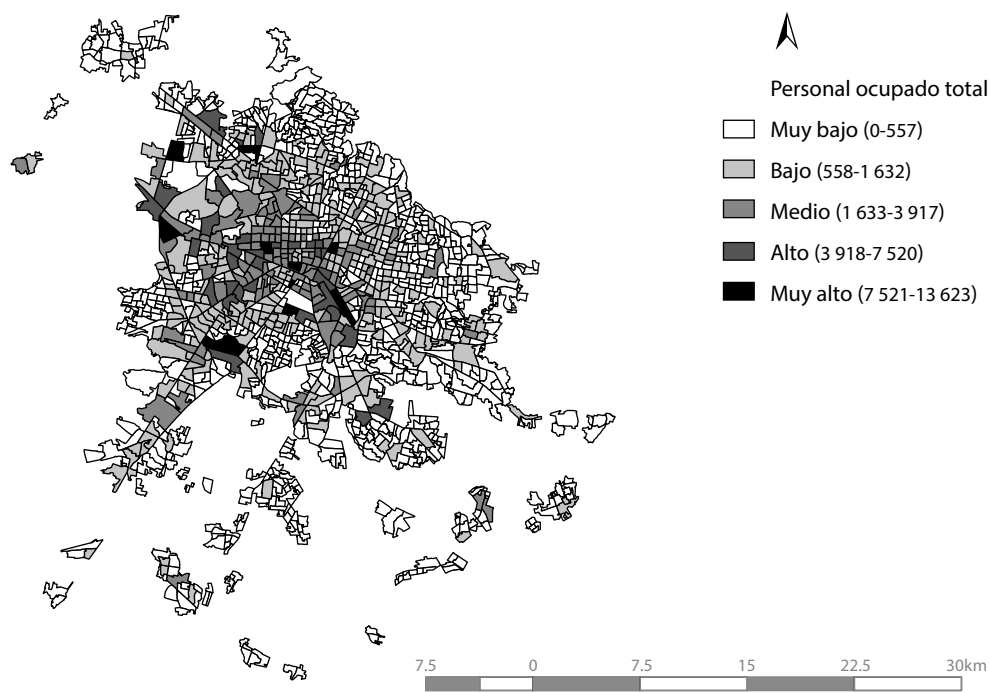 Personal ocupado total
Muy bajo (0-557)
Bajo (558-1 632)
Medio (1 633-3 917)
Alto (3 918-7 520)
Muy alto (7 521-13 623)
7.5 0 7.5 15 22.5 30km